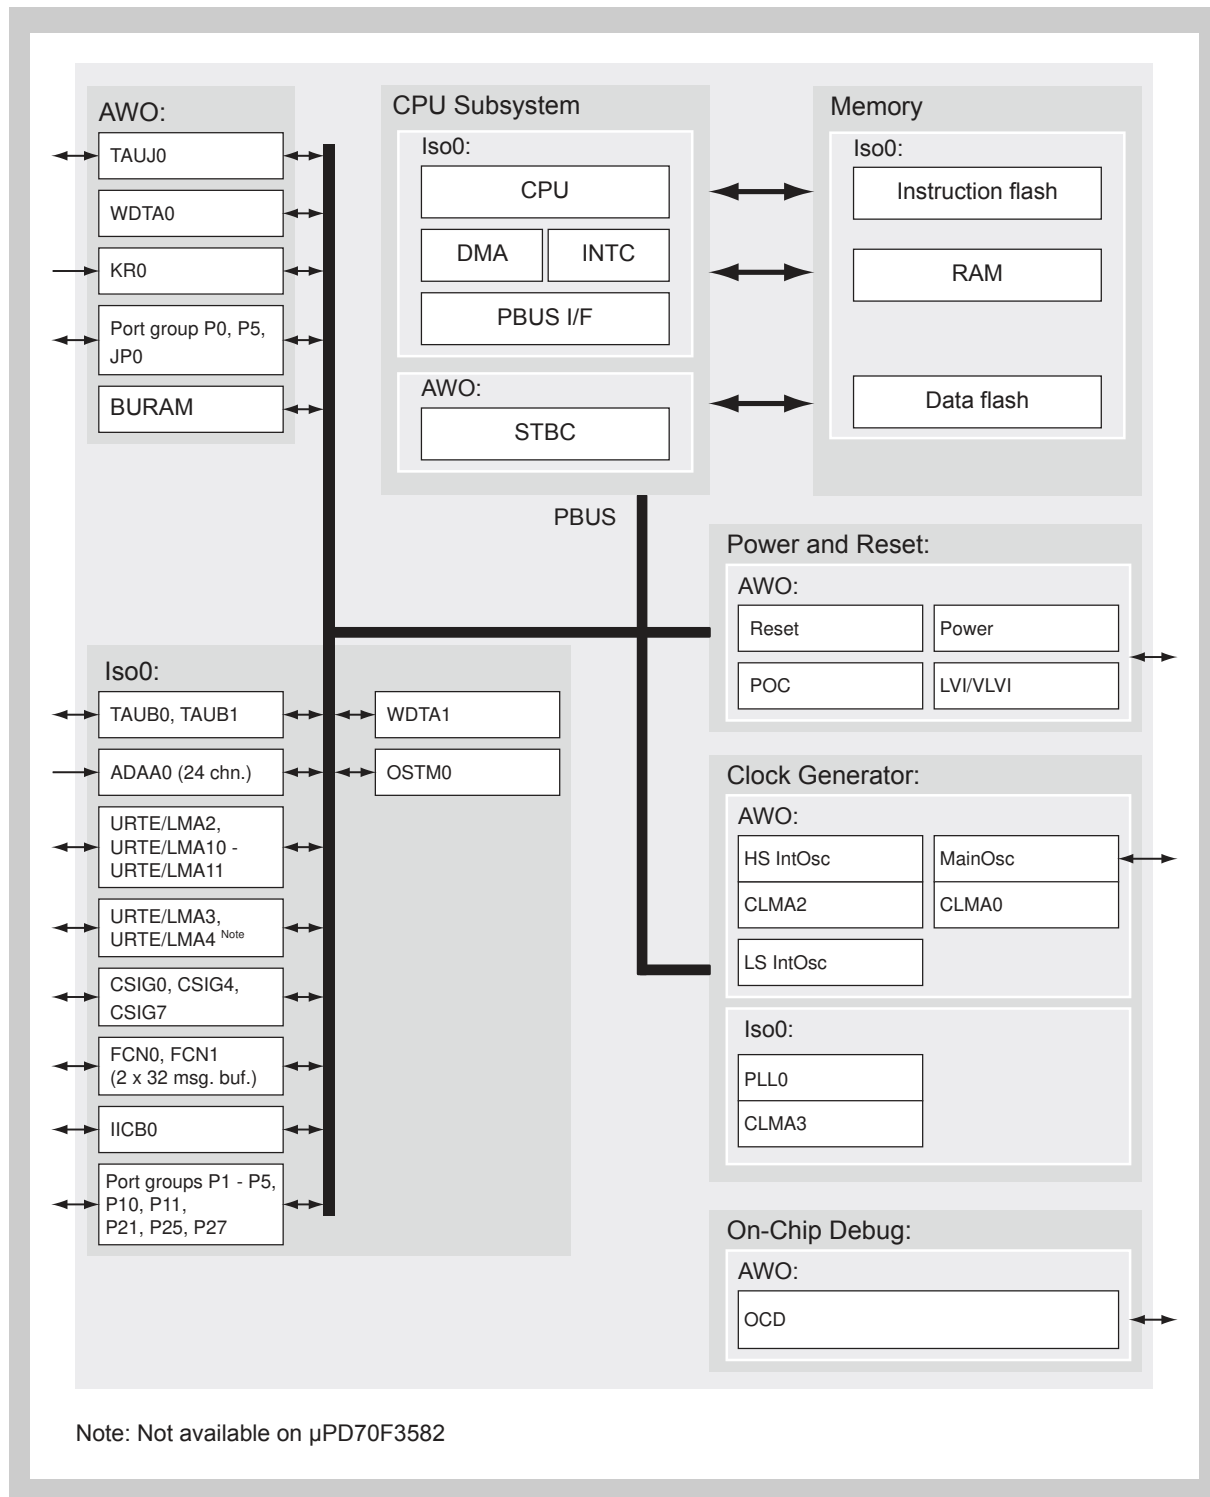 AWO:
TAUJ0
WDTA0
KR0
Port group P0, P5,
JP0
BURAM
CPU Subsystem
Iso0:
CPU
DMA
INTC
PBUS I/F
AWO:
STBC
Memory
Iso0:
Instruction flash
RAM
Data flash
PBUS
Power and Reset:
AWO:
Reset
Power
POC
LVI/VLVI
Iso0:
TAUB0, TAUB1
WDTA1
ADAA0 (24 chn.)
OSTM0
URTE/LMA2,
URTE/LMA10 -
URTE/LMA11
URTE/LMA3,
URTE/LMA4 Note
CSIG0, CSIG4,
CSIG7
FCN0, FCN1
(2 x 32 msg. buf.)
IICB0
Port groups P1 - P5,
P10, P11,
P21, P25, P27
Clock Generator:
AWO:
HS IntOsc
MainOsc
CLMA2
CLMA0
LS IntOsc
Iso0:
PLL0
CLMA3
On-Chip Debug:
AWO:
OCD
Note: Not available on µPD70F3582